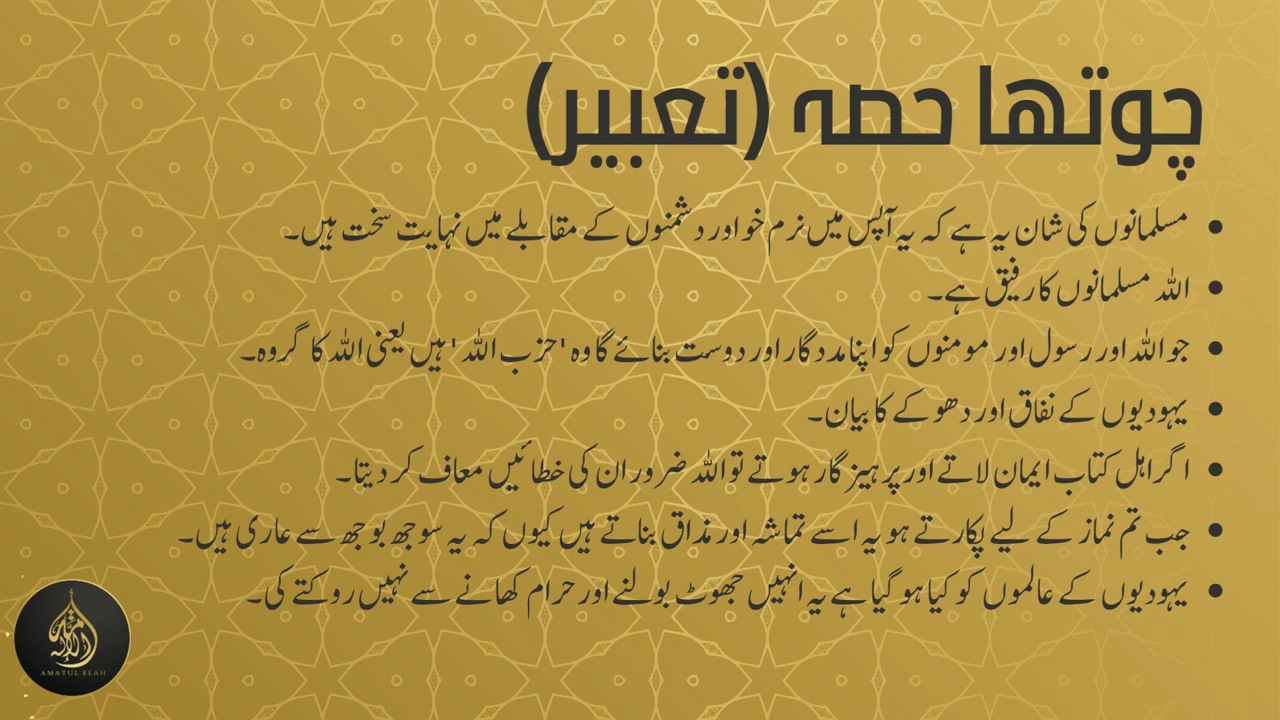 چوتھا حصہ (تعبیر)
• مسلمانوں کی شان یہ ہے کہ یہ آپس میں نرم خو اور دشمنوں کے مقابلے میں نہایت سخت ہیں۔
• اللہ مسلمانوں کا رفیق ہے۔
• جو اللہ اور رسول اور مومنوں کو اپنا مددگار اور دوست بنائے گا وہ 'حزب اللہ' ہیں یعنی اللہ کا گروہ۔
• یہودیوں کے نفاق اور دھوکے کا بیان۔
• اگر اہل کتاب ایمان لاتے اور پرہیز گار ہوتے تو اللہ ضرور ان کی خطائیں معاف کر دیتا۔
• جب تم نماز کے لیے پکارتے ہو یہ اسے تماشہ اور مذاق بناتے ہیں کیوں کہ یہ سوجھ بوجھ سے عاری ہیں۔
• یہودیوں کے عالموں کو کیا ہو گیا ہے یہ انہیں جھوٹ بولنے اور حرام کھانے سے نہیں روکتے کی۔
AMATUL ELAH